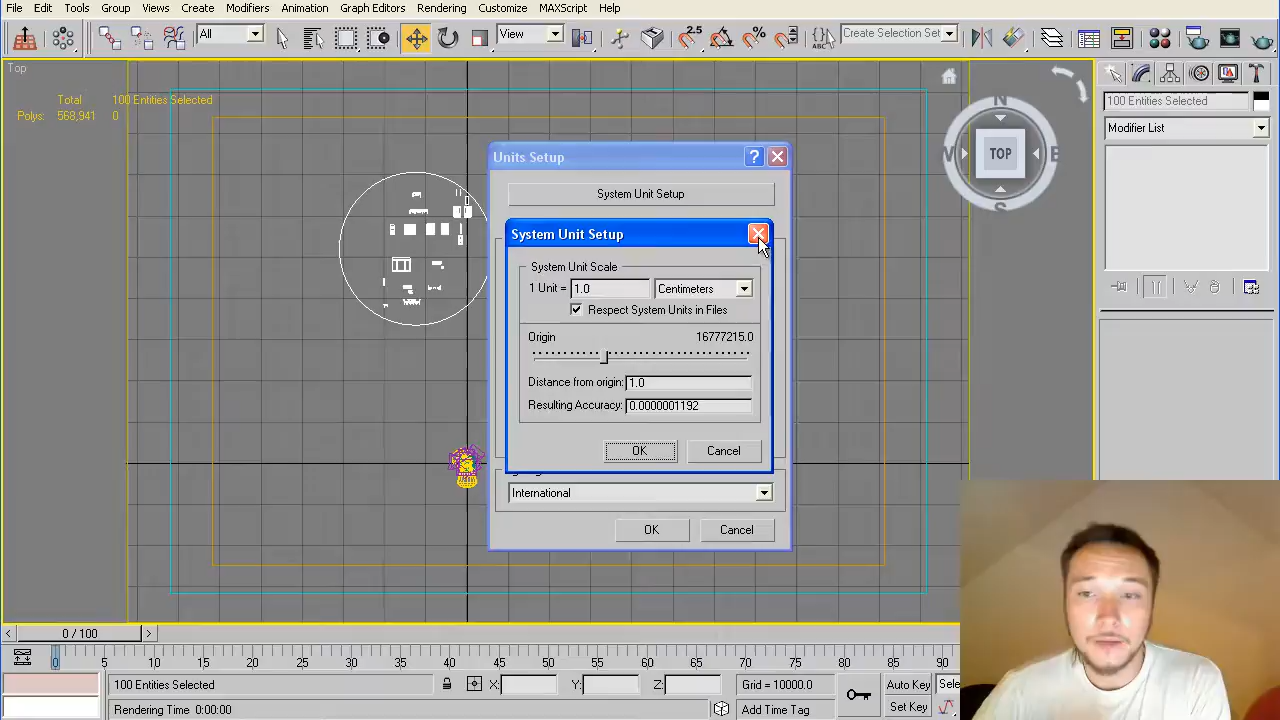 File Edit Tools Group Views Create Modifiers Animation Graph Editors Rendering Customize MAXScript Help
All View 2.5 % ABC Create Selection Set
Top
Total 100 Entities Selected
Polys: 568,941 0
N
TOP
S
100 Entities Selected
Modifier List
Units Setup
System Unit Setup
System Unit Setup
System Unit Scale
1 Unit = 1.0 Centimeters
Respect System Units in Files
Origin 16777215.0
Distance from origin: 1.0
Resulting Accuracy: 0.0000001192
OK Cancel
International
OK Cancel
0 / 100
0 5 10 15 20 25 30 35 40 45 50 55 60 65 70 75 80 85 90
100 Entities Selected X: Y: Z: Grid = 10000.0 Auto Key
Rendering Time 0:00:00 Add Time Tag Set Key